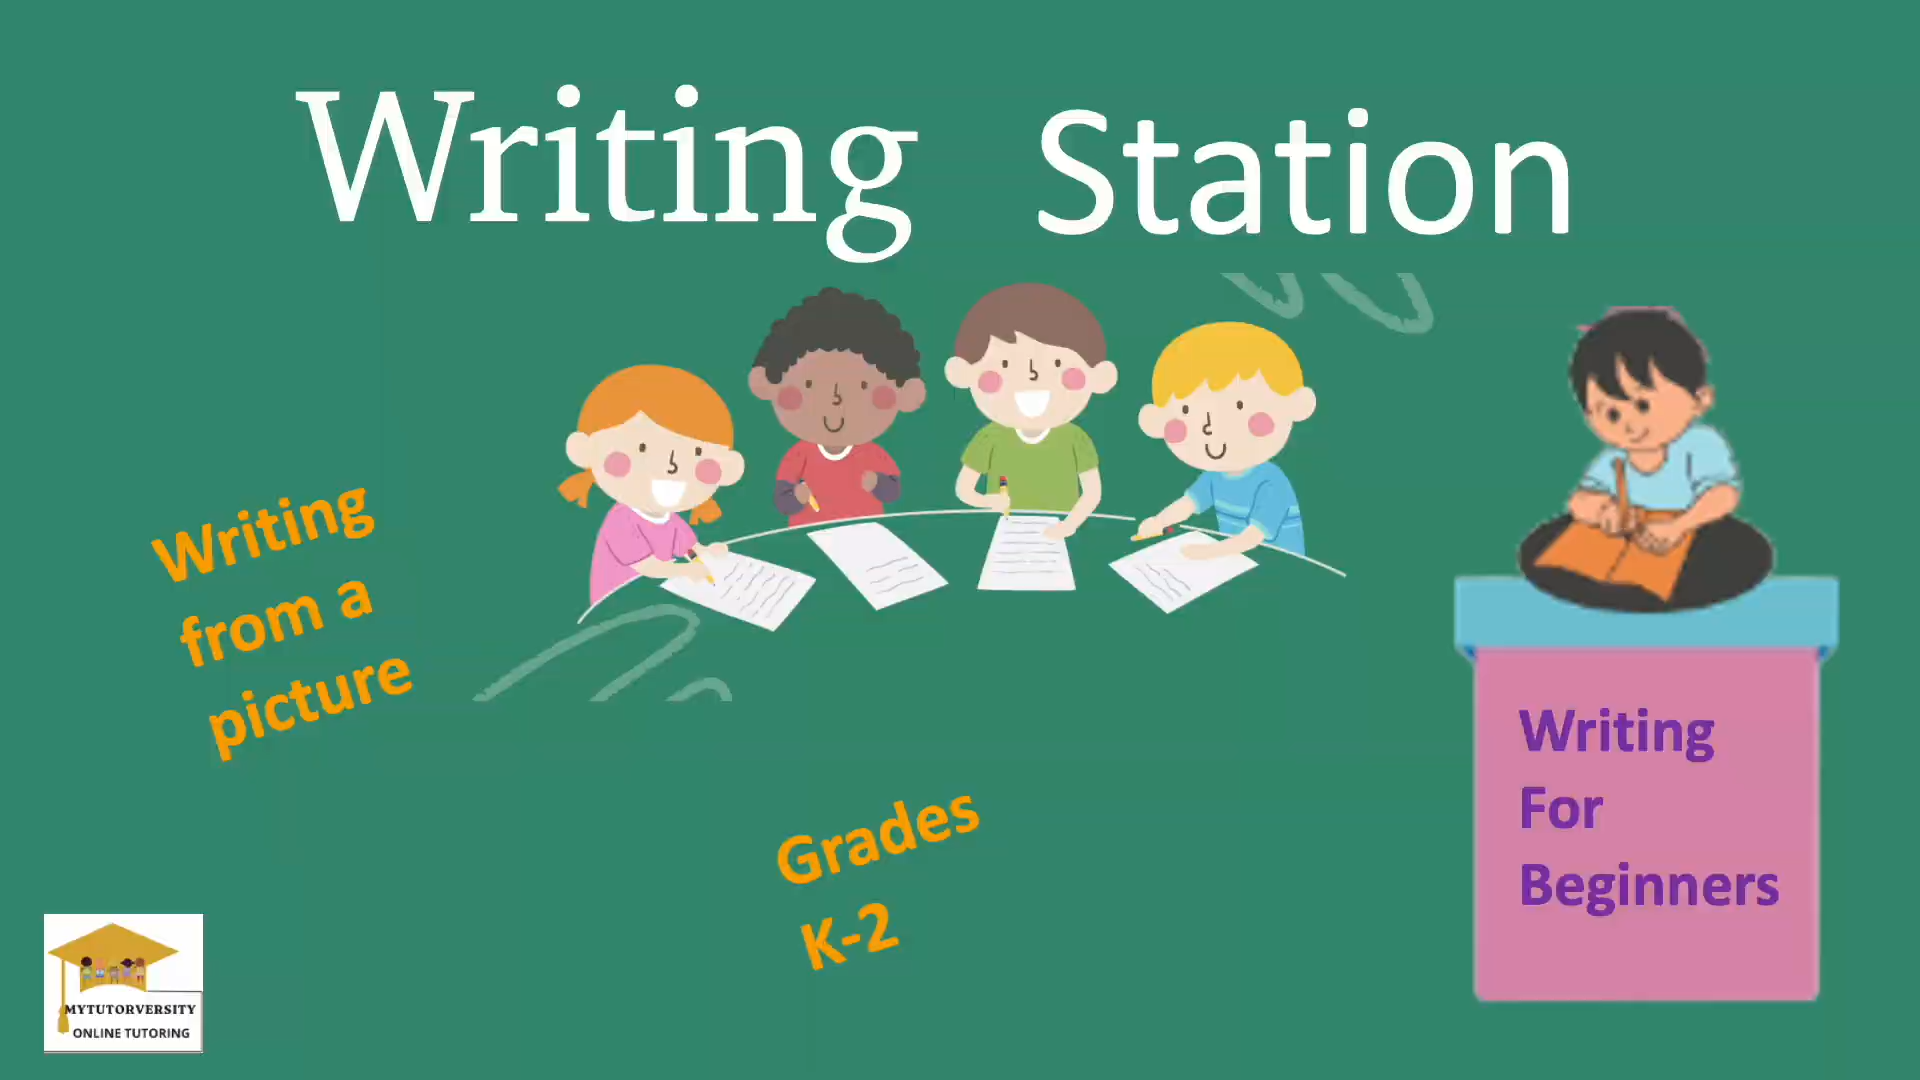 Writing Station
Writing
from a
picture
Grades
K-2
Writing
For
Beginners
MYTUTORVERSITY
ONLINE TUTORING